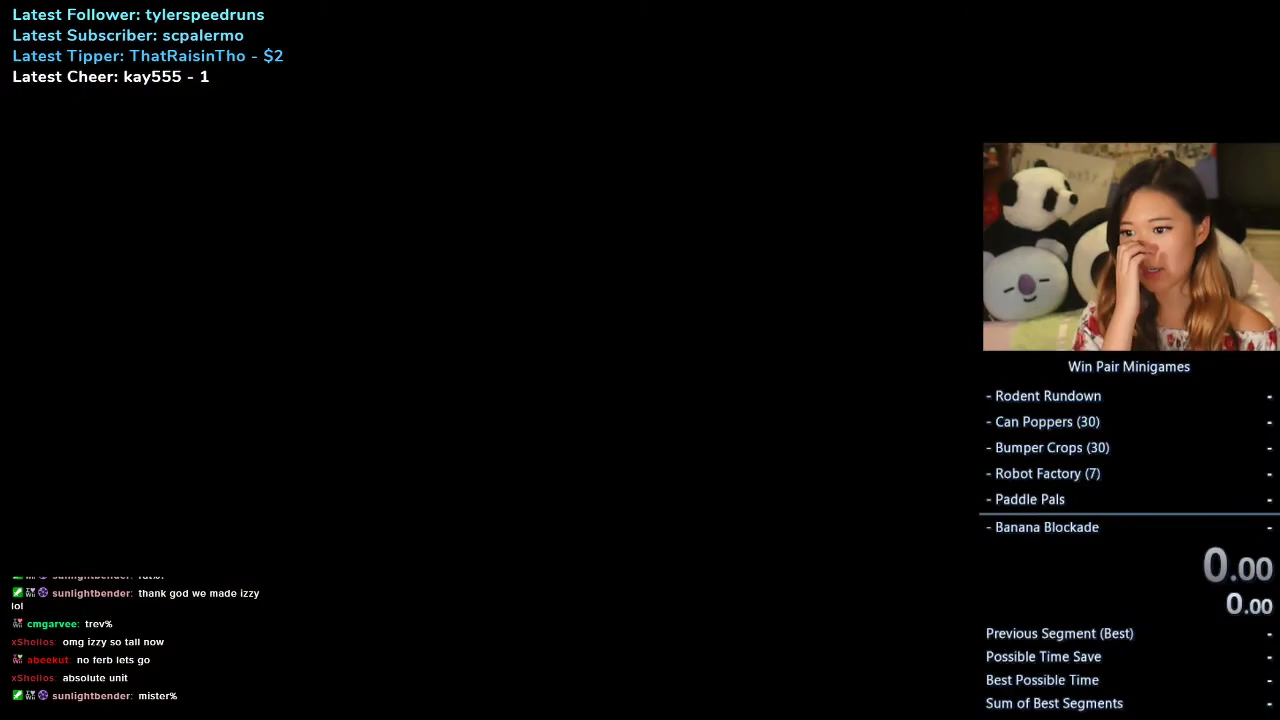 Latest Follower: tylerspeedruns
Latest Subscriber: scpalermo
Latest Tipper: ThatRaisinTho - $2
Latest Cheer: kay555 - 1
Win Pair Minigames
- Rodent Rundown -
- Can Poppers (30) -
- Bumper Crops (30) -
- Robot Factory (7) -
- Paddle Pals -
- Banana Blockade -
0.00
0.00
Previous Segment (Best) -
Possible Time Save -
Best Possible Time -
Sum of Best Segments -
sunlightbender: thank god we made izzy
lol
cmgarvee: trev%
xShellos: omg izzy so tall now
abeekut: no ferb lets go
xShellos: absolute unit
sunlightbender: mister%